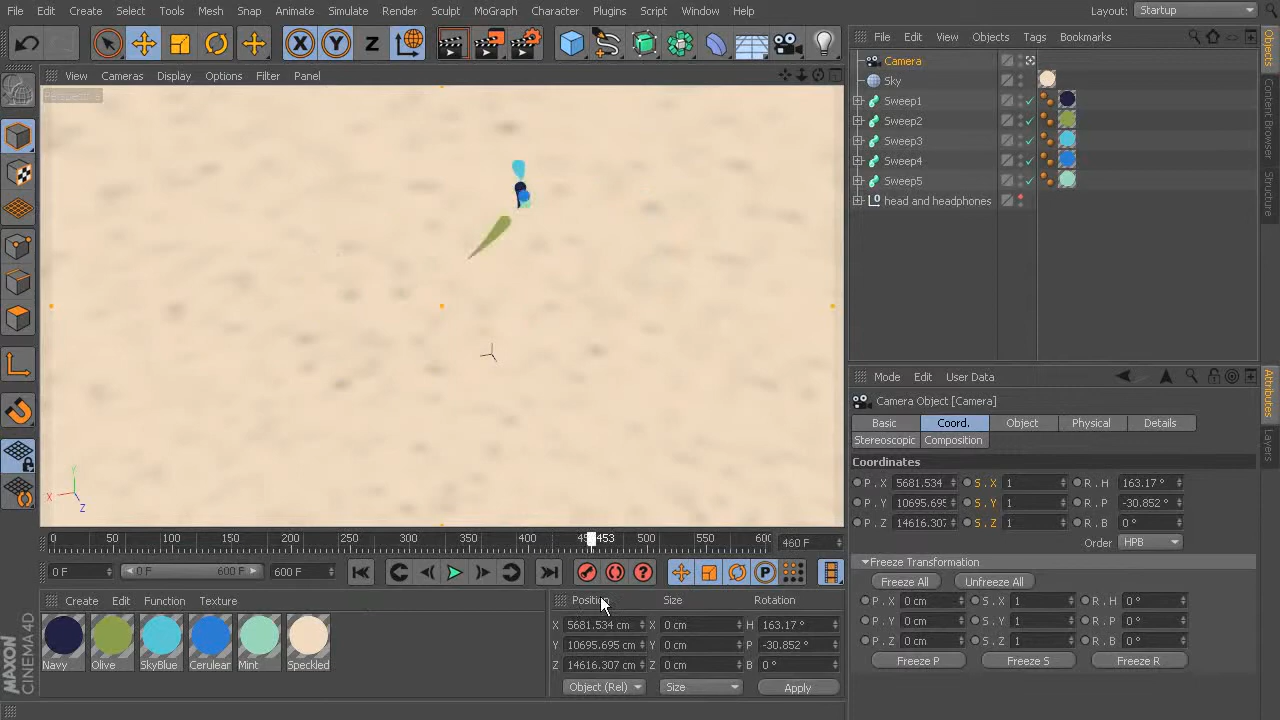 File Edit Create Select Tools Mesh Snap Animate Simulate Render Sculpt MoGraph Character Plugins Script Window Help Layout: Startup
X Y Z File Edit View Objects Tags Bookmarks
View Cameras Display Options Filter Panel
Camera
Sky
Sweep1
Sweep2
Sweep3
Sweep4
Sweep5
L0 head and headphones
Objects
Content Browser
Structure
Mode Edit User Data
Camera Object [Camera]
Basic Coord. Object Physical Details
Stereoscopic Composition
Coordinates
P . X 5681.534 S . X 1 R . H 163.17 °
P . Y 10695.695 S . Y 1 R . P -30.852 °
P . Z 14616.307 S . Z 1 R . B 0 °
Order HPB
Freeze Transformation
Freeze All Unfreeze All
P . X 0 cm S . X 1 R . H 0 °
P . Y 0 cm S . Y 1 R . P 0 °
P . Z 0 cm S . Z 1 R . B 0 °
Freeze P Freeze S Freeze R
Attributes
Layers
Y
X
Z
0 50 100 150 200 250 300 350 400 453 500 550 460 F
0 F 0 F 600 F 600 F
Create Edit Function Texture
Navy Olive SkyBlue Cerulear Mint Speckled
Position Size Rotation
X 5681.534 cm X 0 cm H 163.17 °
Y 10695.695 cm Y 0 cm P -30.852 °
Z 14616.307 cm Z 0 cm B 0 °
Object (Rel) Size Apply
MAXON
CINEMA 4D